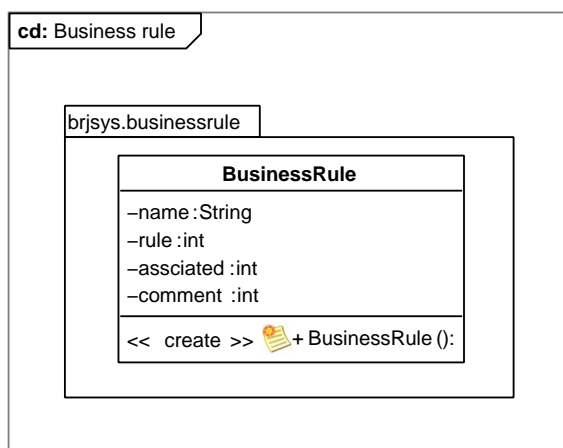 cd: Business rule
brjsys.businessrule
BusinessRule
–name :String
–rule :int
–assciated :int
–comment :int
<< create >> + BusinessRule ():